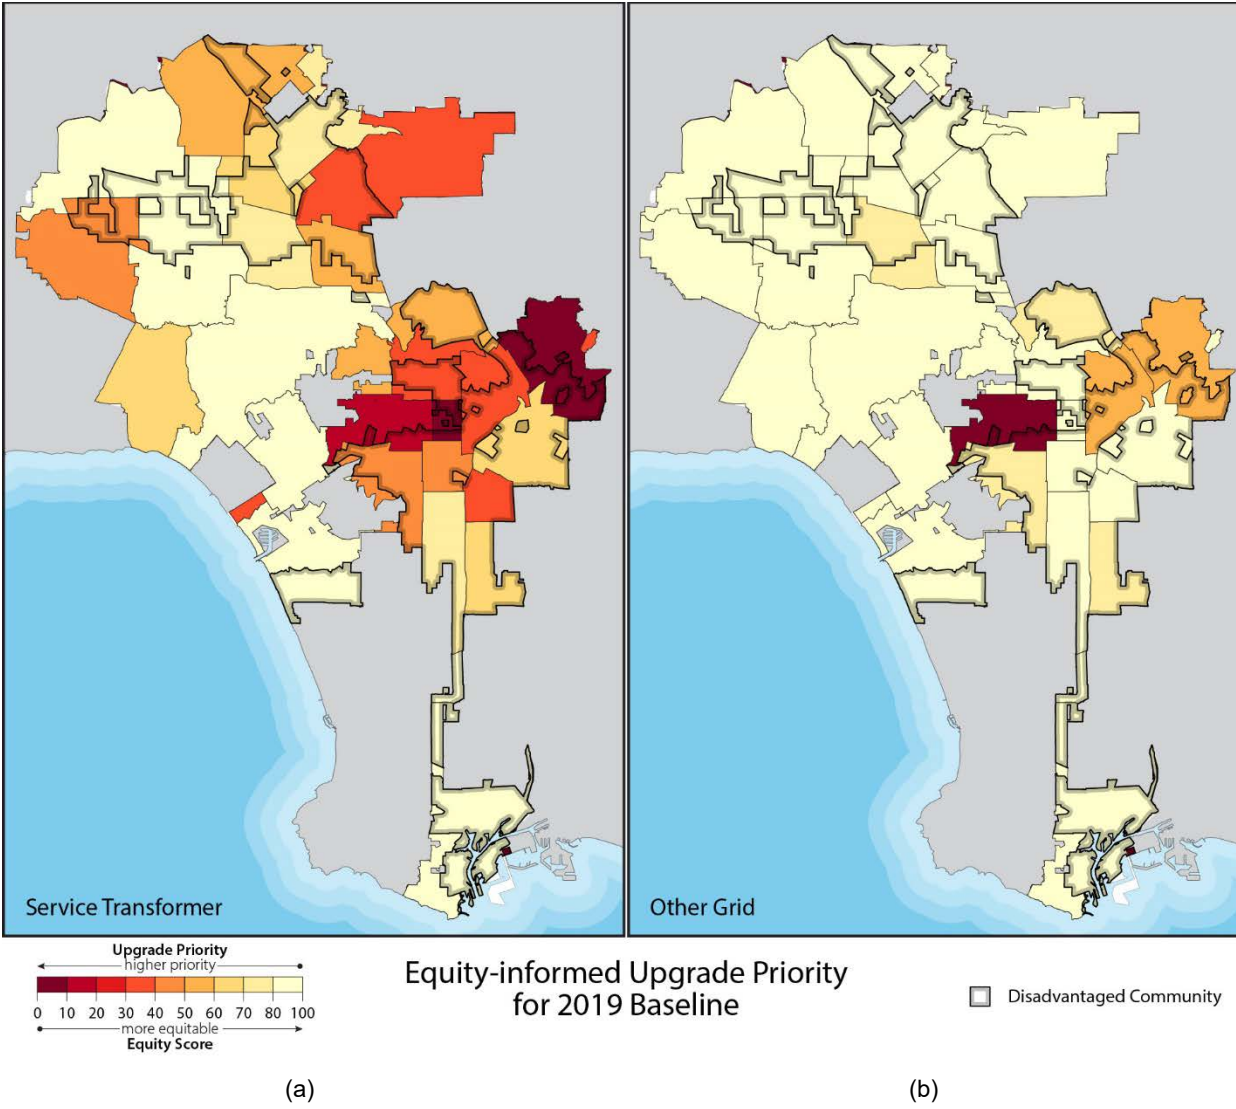 Service Transformer
Other Grid
Upgrade Priority
higher priority
0 10 20 30 40 50 60 70 80 100
more equitable
Equity Score
Equity-informed Upgrade Priority
for 2019 Baseline
Disadvantaged Community
(a)
(b)